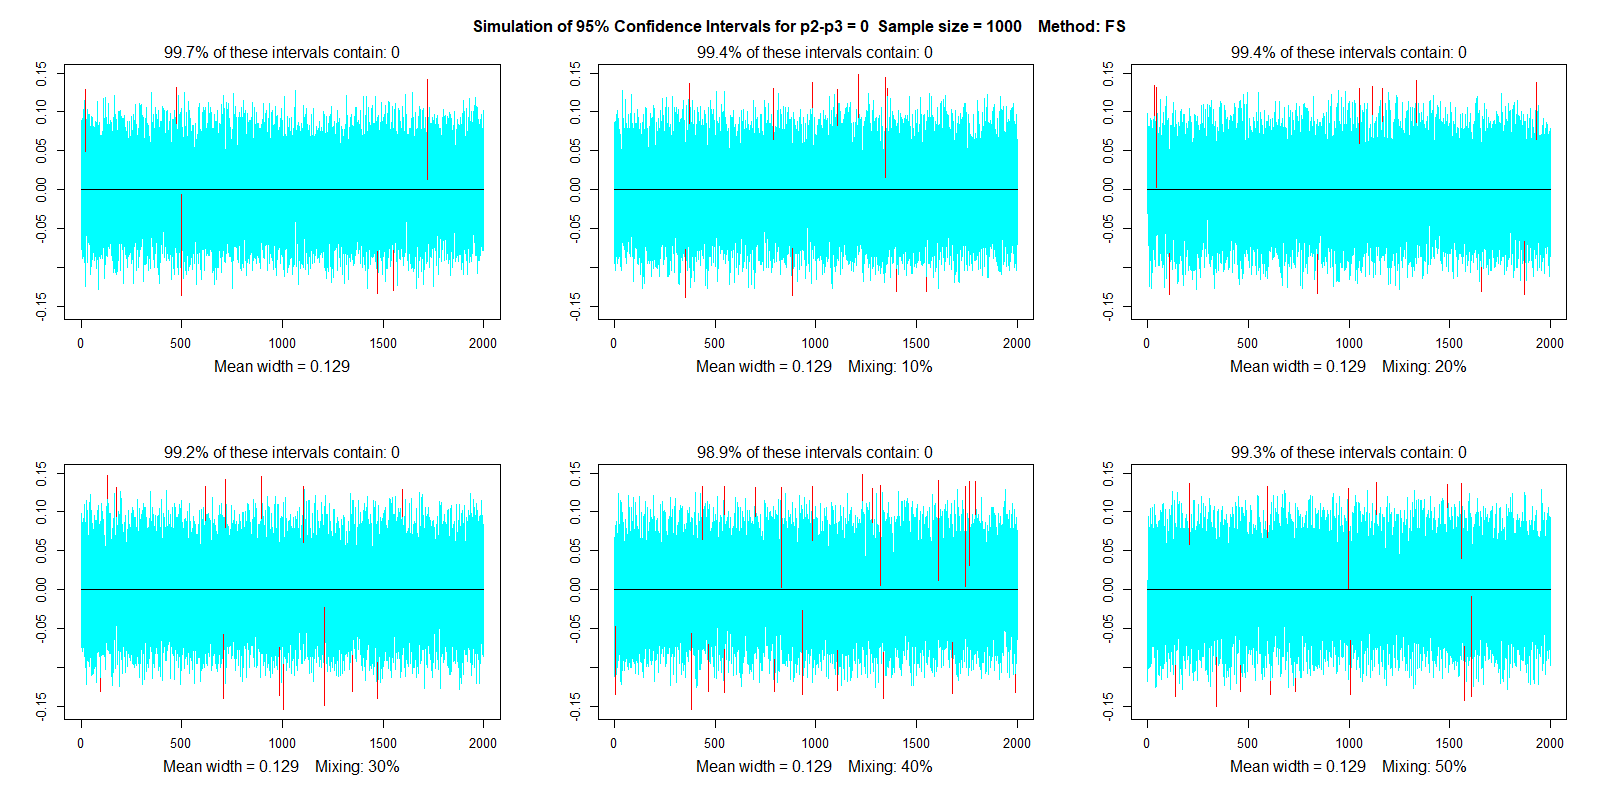 Simulation of 95% Confidence Intervals for p2-p3 = 0  Sample size = 1000    Method: FS
99.7% of these intervals contain: 0
0.15
0.10
0.05
0.00
-0.05
-0.15
0 500 1000 1500 2000
Mean width = 0.129
99.4% of these intervals contain: 0
0.15
0.10
0.05
0.00
-0.05
-0.15
0 500 1000 1500 2000
Mean width = 0.129    Mixing: 10%
99.4% of these intervals contain: 0
0.15
0.10
0.05
0.00
-0.05
-0.15
0 500 1000 1500 2000
Mean width = 0.129    Mixing: 20%
99.2% of these intervals contain: 0
0.15
0.10
0.05
0.00
-0.05
-0.15
0 500 1000 1500 2000
Mean width = 0.129    Mixing: 30%
98.9% of these intervals contain: 0
0.15
0.10
0.05
0.00
-0.05
-0.15
0 500 1000 1500 2000
Mean width = 0.129    Mixing: 40%
99.3% of these intervals contain: 0
0.15
0.10
0.05
0.00
-0.05
-0.15
0 500 1000 1500 2000
Mean width = 0.129    Mixing: 50%